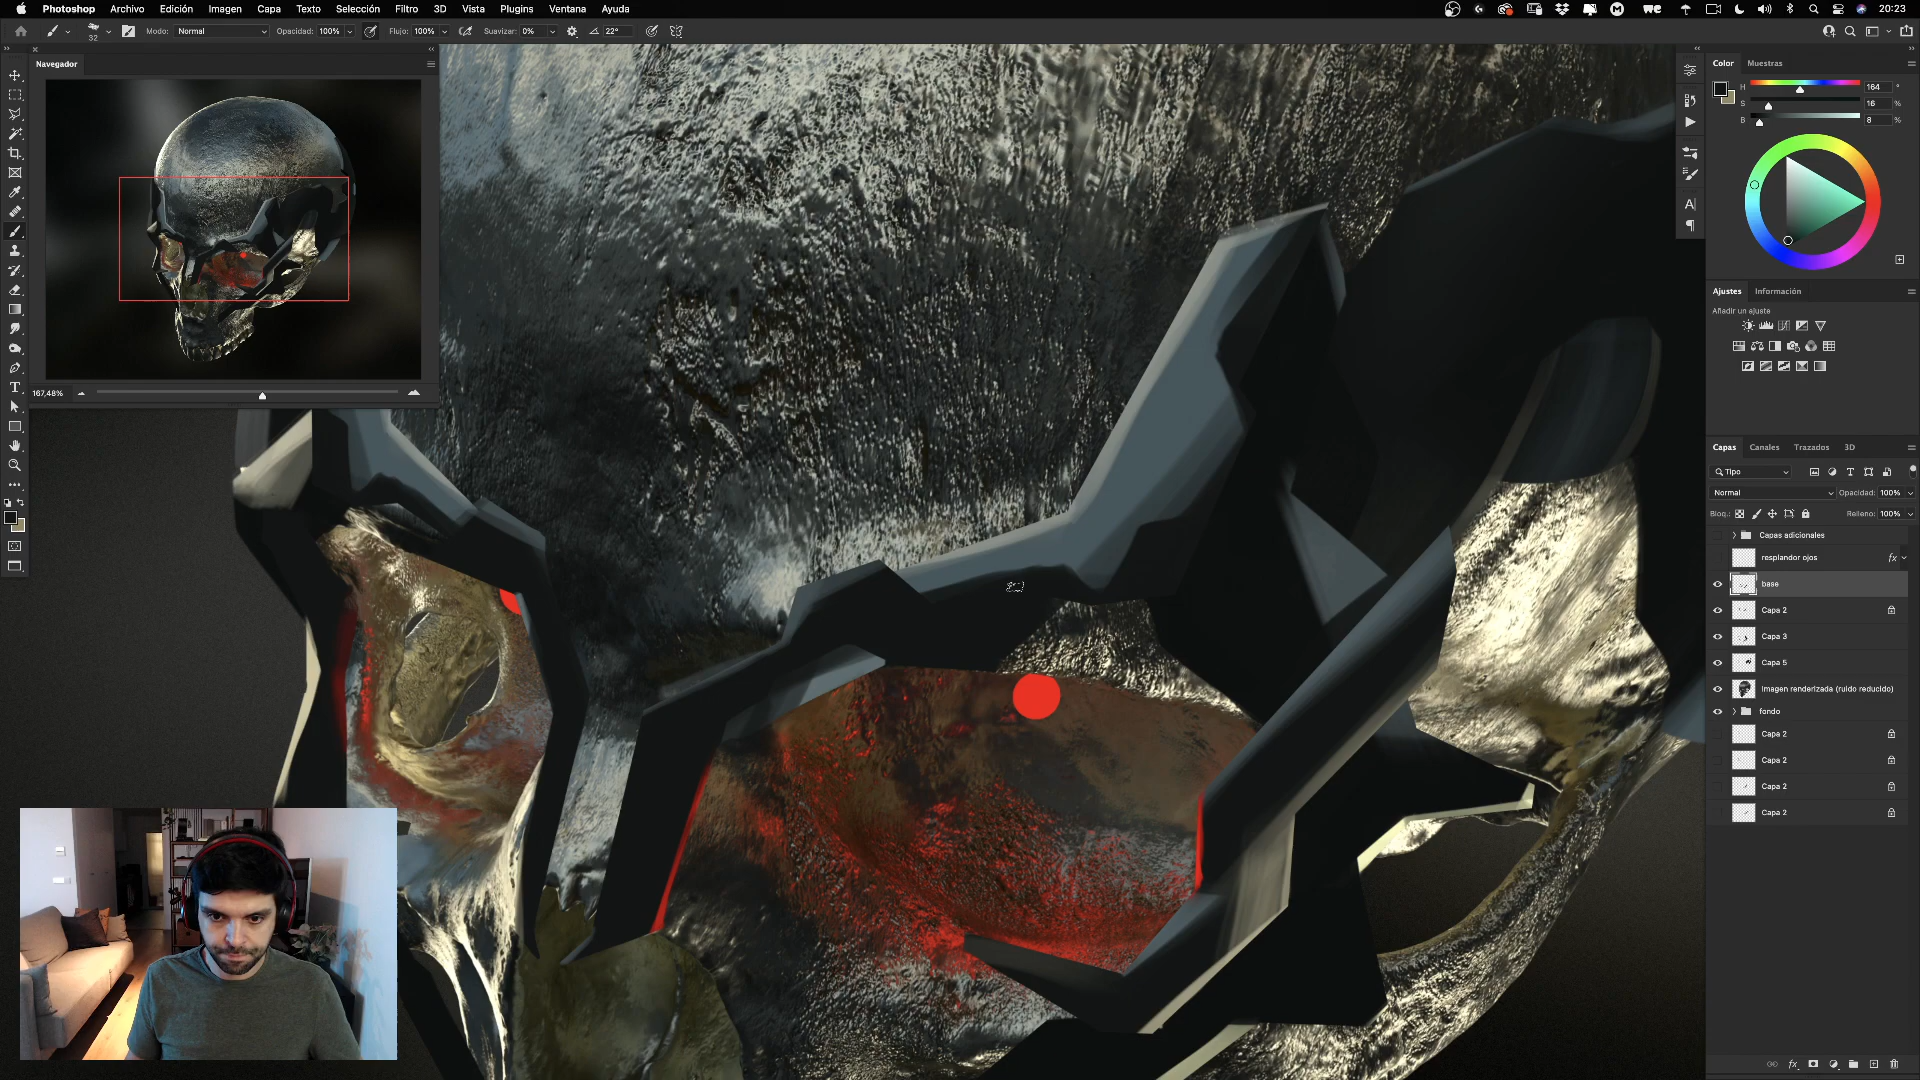 Photoshop Archivo Edición Imagen Capa Texto Selección Filtro 3D Vista Plugins Ventana Ayuda 20:23
32 Modo: Normal Opacidad: 100% Flujo: 100% Suavizar: 0% 22°
Navegador
167,48%
Color Muestras
H 164 °
S 16 %
B 8 %
Ajustes Información
Añadir un ajuste
Capas Canales Trazados 3D
Tipo
Normal Opacidad: 100%
Bloq.: Relleno: 100%
Capas adicionales
resplandor ojos fx
base
Capa 2
Capa 3
Capa 5
Imagen renderizada (ruido reducido)
fondo
Capa 2
Capa 2
Capa 2
Capa 2
fx